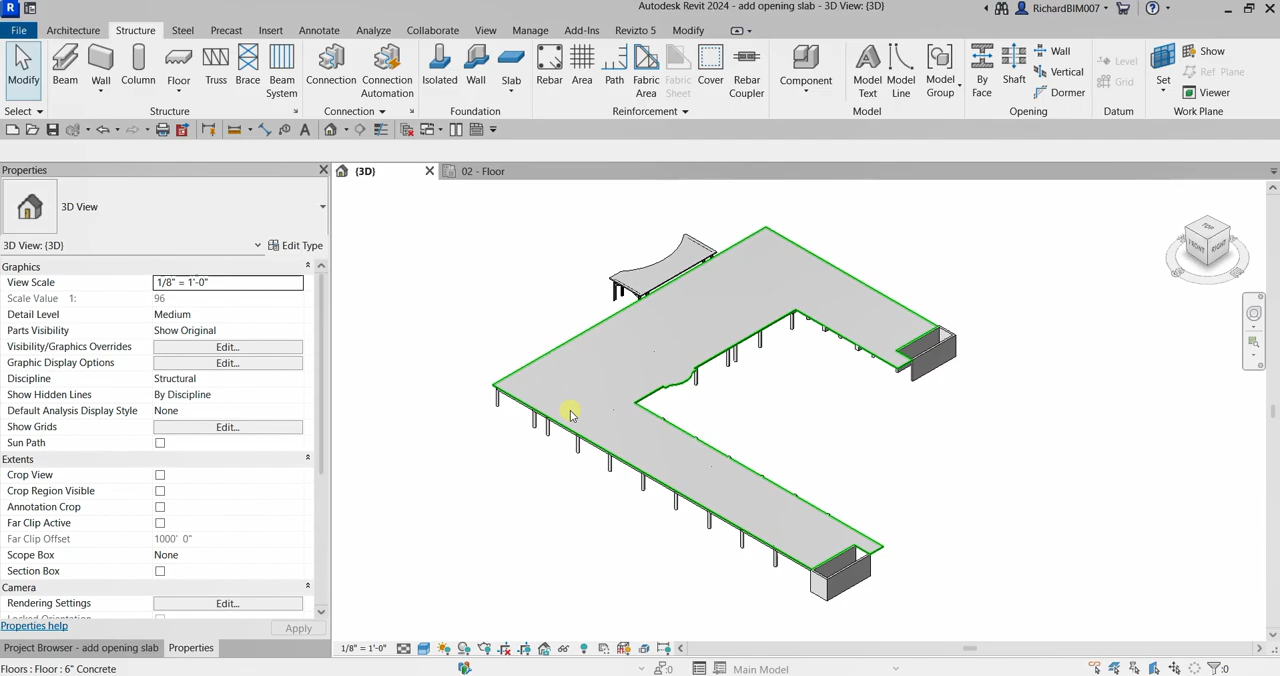 R Autodesk Revit 2024 - add opening slab - 3D View: {3D} RichardBIM007
File Architecture Structure Steel Precast Insert Annotate Analyze Collaborate View Manage Add-Ins Revizto 5 Modify
Modify Beam Wall Column Floor Truss Brace Beam System Connection Connection Automation Isolated Wall Slab Rebar Area Path Fabric Area Fabric Sheet Cover Rebar Coupler Component Model Text Model Line Model Group By Face Shaft Wall Vertical Dormer Level Grid Set Show Ref Plane Viewer
Select Structure Connection Foundation Reinforcement Model Opening Datum Work Plane
Properties
{3D} 02 - Floor
3D View
3D View: {3D} Edit Type
Graphics
View Scale 1/8" = 1'-0"
Scale Value 1: 96
Detail Level Medium
Parts Visibility Show Original
Visibility/Graphics Overrides Edit...
Graphic Display Options Edit...
Discipline Structural
Show Hidden Lines By Discipline
Default Analysis Display Style None
Show Grids Edit...
Sun Path
Extents
Crop View
Crop Region Visible
Annotation Crop
Far Clip Active
Far Clip Offset 1000' 0"
Scope Box None
Section Box
Camera
Rendering Settings Edit...
Properties help Apply
Project Browser - add opening slab Properties
1/8" = 1'-0"
Floors : Floor : 6" Concrete :0 Main Model :0
TOP
FRONT RIGHT